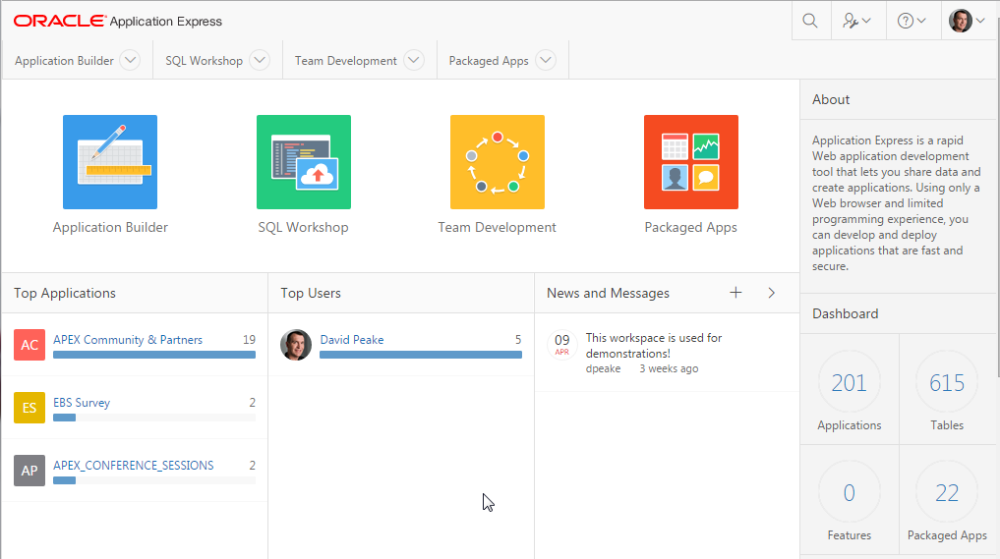 ORACLE Application Express
Application Builder
SQL Workshop
Team Development
Packaged Apps
Application Builder
SQL Workshop
Team Development
Packaged Apps
Top Applications
AC
APEX Community & Partners
19
ES
EBS Survey
2
AP
APEX_CONFERENCE_SESSIONS
2
Top Users
David Peake
5
News and Messages
09
APR
This workspace is used for
demonstrations!
dpeake 3 weeks ago
About
Application Express is a rapid
Web application development
tool that lets you share data and
create applications. Using only a
Web browser and limited
programming experience, you
can develop and deploy
applications that are fast and
secure.
Dashboard
201
Applications
615
Tables
0
Features
22
Packaged Apps